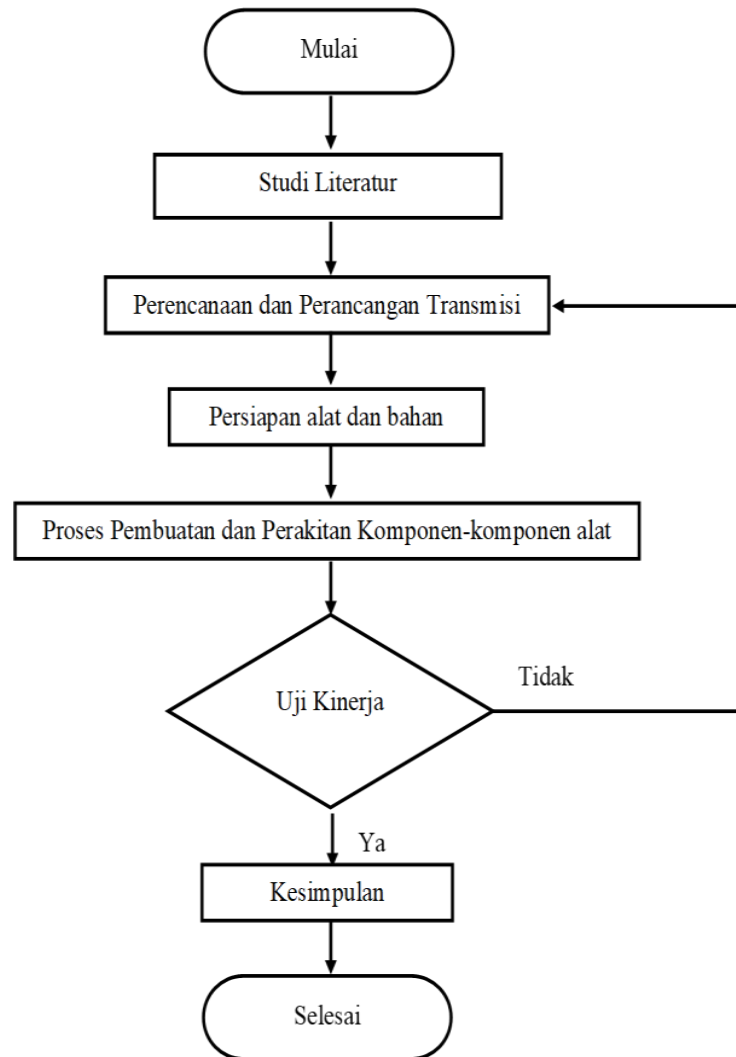 Mulai
Studi Literatur
Perencanaan dan Perancangan Transmisi
Persiapan alat dan bahan
Proses Pembuatan dan Perakitan Komponen-komponen alat
Uji Kinerja
Tidak
Ya
Kesimpulan
Selesai